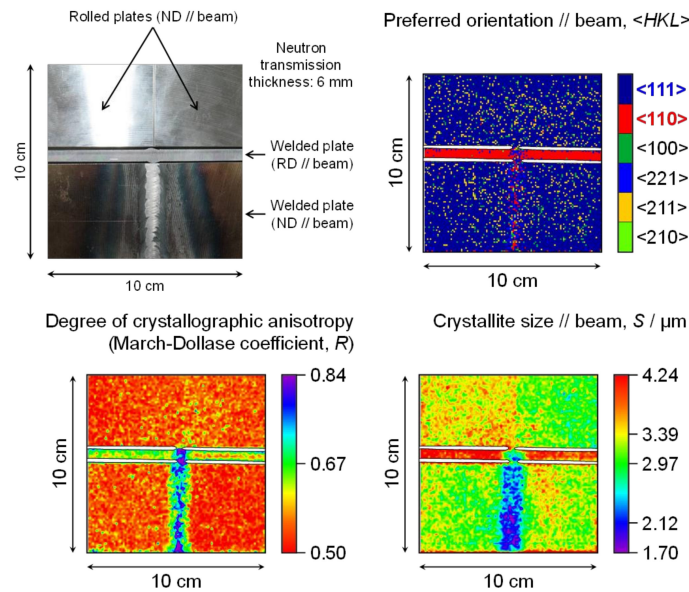 Rolled plates (ND // beam)
Neutron
transmission
thickness: 6 mm
10 cm
Welded plate
(RD // beam)
Welded plate
(ND // beam)
10 cm
Preferred orientation // beam, <HKL>
10 cm
<111>
<110>
<100>
<221>
<211>
<210>
10 cm
Degree of crystallographic anisotropy
(March-Dollase coefficient, R)
10 cm
0.84
0.67
0.50
10 cm
Crystallite size // beam, S / μm
10 cm
4.24
3.39
2.97
2.12
1.70
10 cm